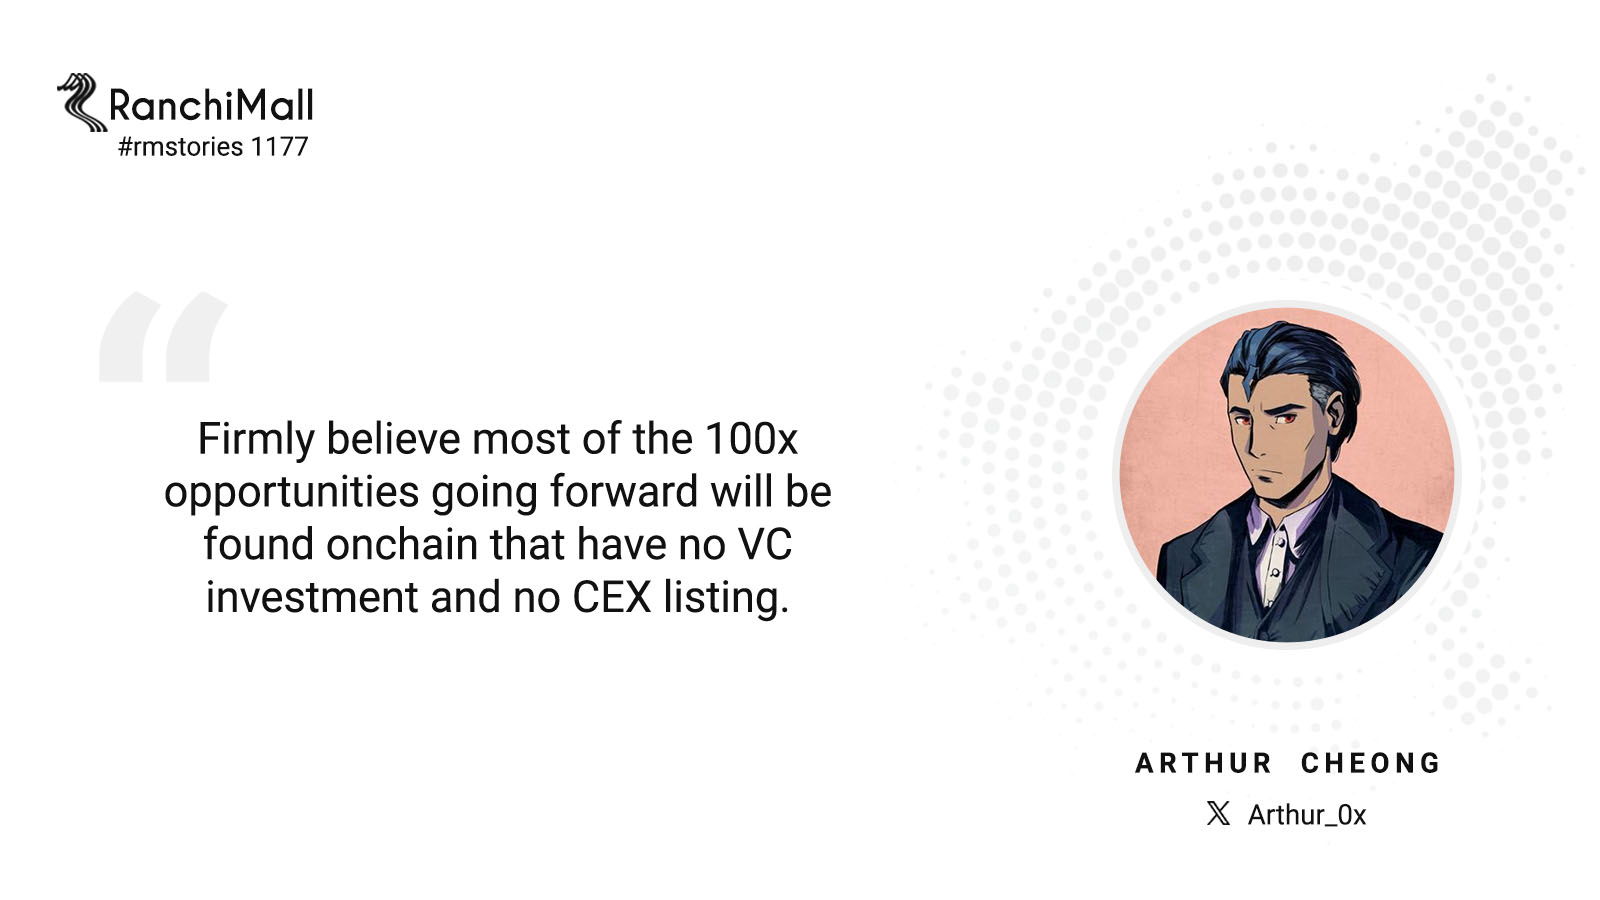 RanchiMall
#rmstories 1177
“
Firmly believe most of the 100x
opportunities going forward will be
found onchain that have no VC
investment and no CEX listing.
ARTHUR CHEONG
X Arthur_0x